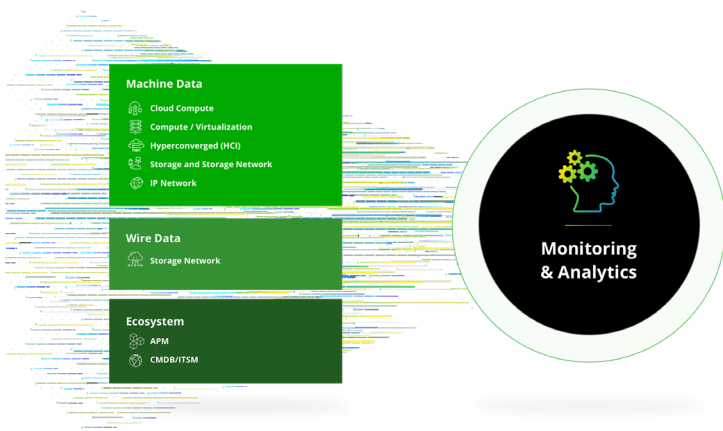 Machine Data
Cloud Compute
Compute / Virtualization
Hyperconverged (HCI)
Storage and Storage Network
IP Network
Wire Data
Storage Network
Ecosystem
APM
CMDB/ITSM
Monitoring
& Analytics